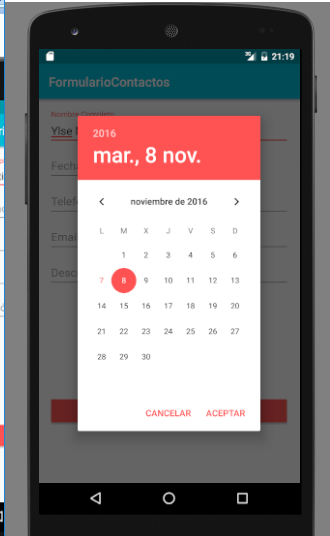 21:19
FormularioContactos
Nombre Completo
Ylse
2016
mar., 8 nov.
Fech
Telef
noviembre de 2016
L M X J V S D
1 2 3 4 5 6
Emai
7 8 9 10 11 12 13
Desc
14 15 16 17 18 19 20
21 22 23 24 25 26 27
28 29 30
CANCELAR ACEPTAR